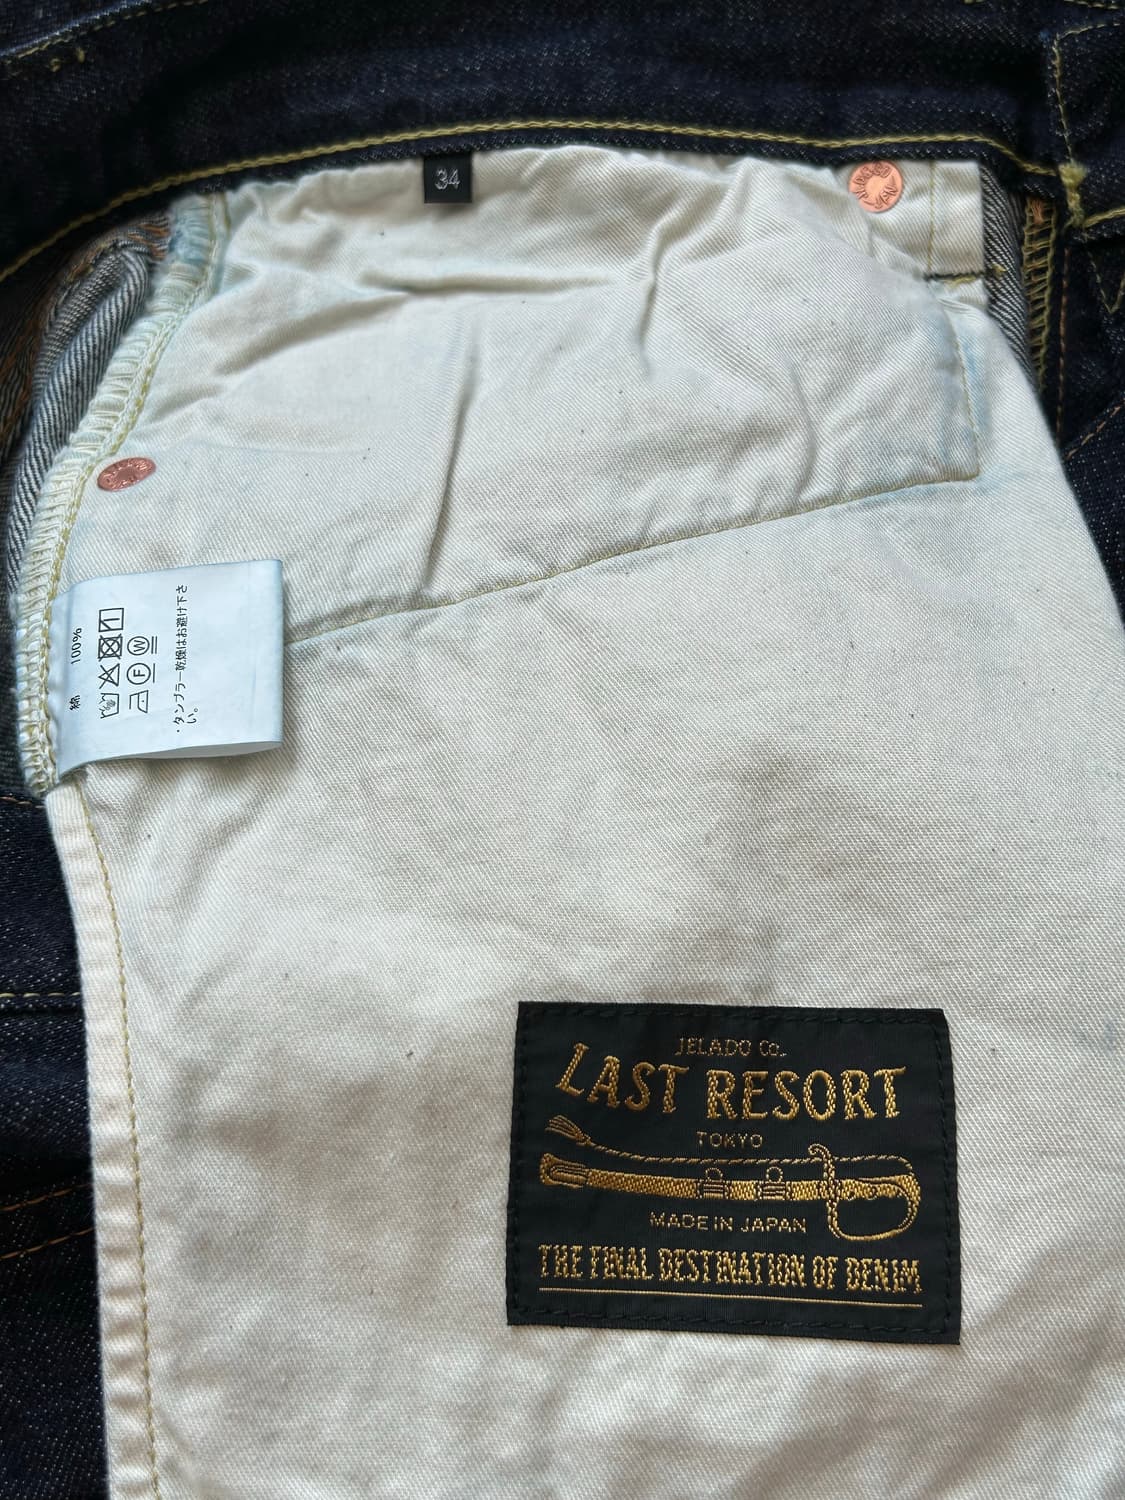 34
綿 100%
F W
・タンブラー乾燥はお避け下さ
い。
JELADO Co.
LAST RESORT
TOKYO
MADE IN JAPAN
THE FINAL DESTINATION OF DENIM